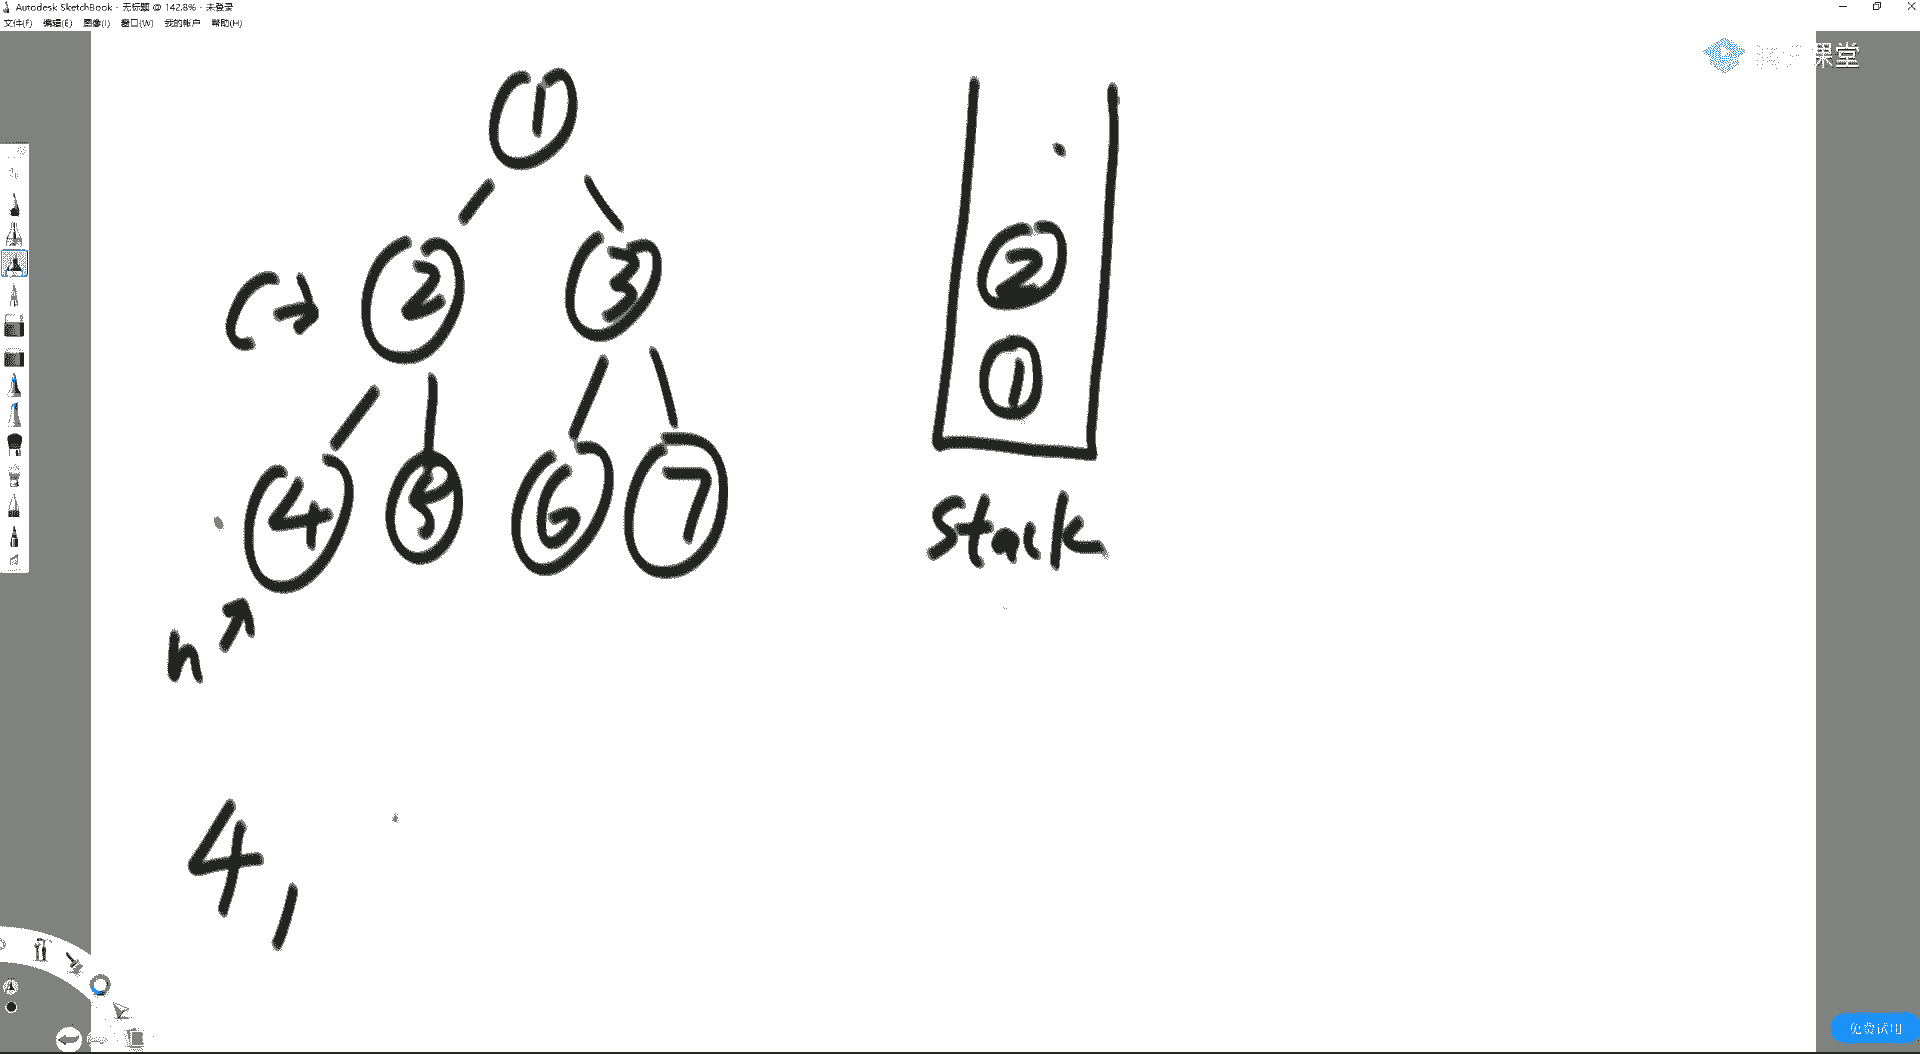 Autodesk SketchBook - 无标题 @ 142.8% - 未登录
文件(F) 编辑(E) 图像(I) 窗口(W) 我的帐户 帮助(H)
课堂
1
2 3
C
4 5 6 7
n
2
1
Stack
4,
免费试用